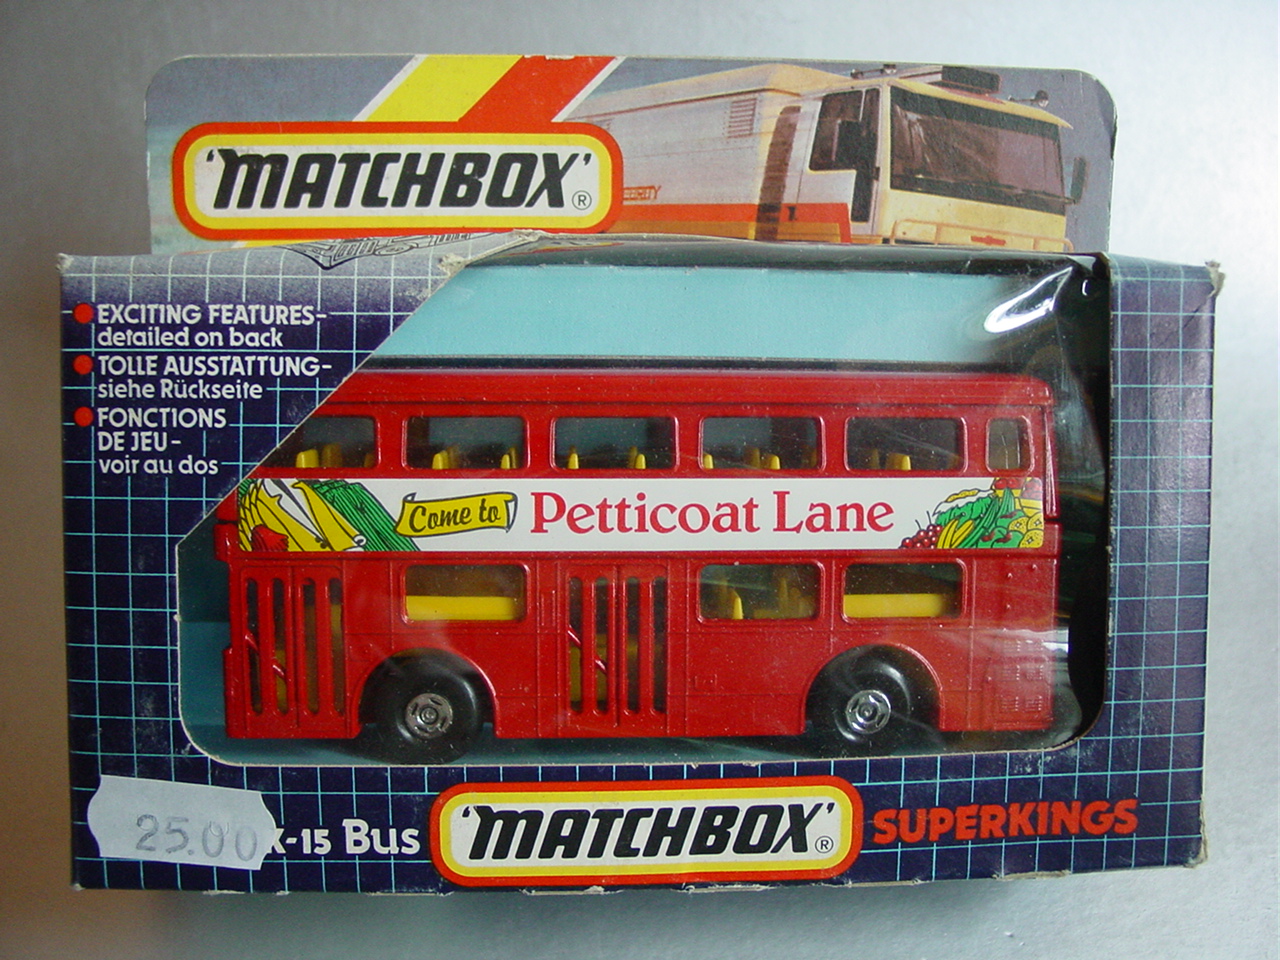 'MATCHBOX'®
EXCITING FEATURES-
detailed on back
TOLLE AUSSTATTUNG-
siehe Rückseite
FONCTIONS
DE JEU-
voir au dos
Come to Petticoat Lane
25.00
K-15 Bus
'MATCHBOX'®
SUPERKINGS